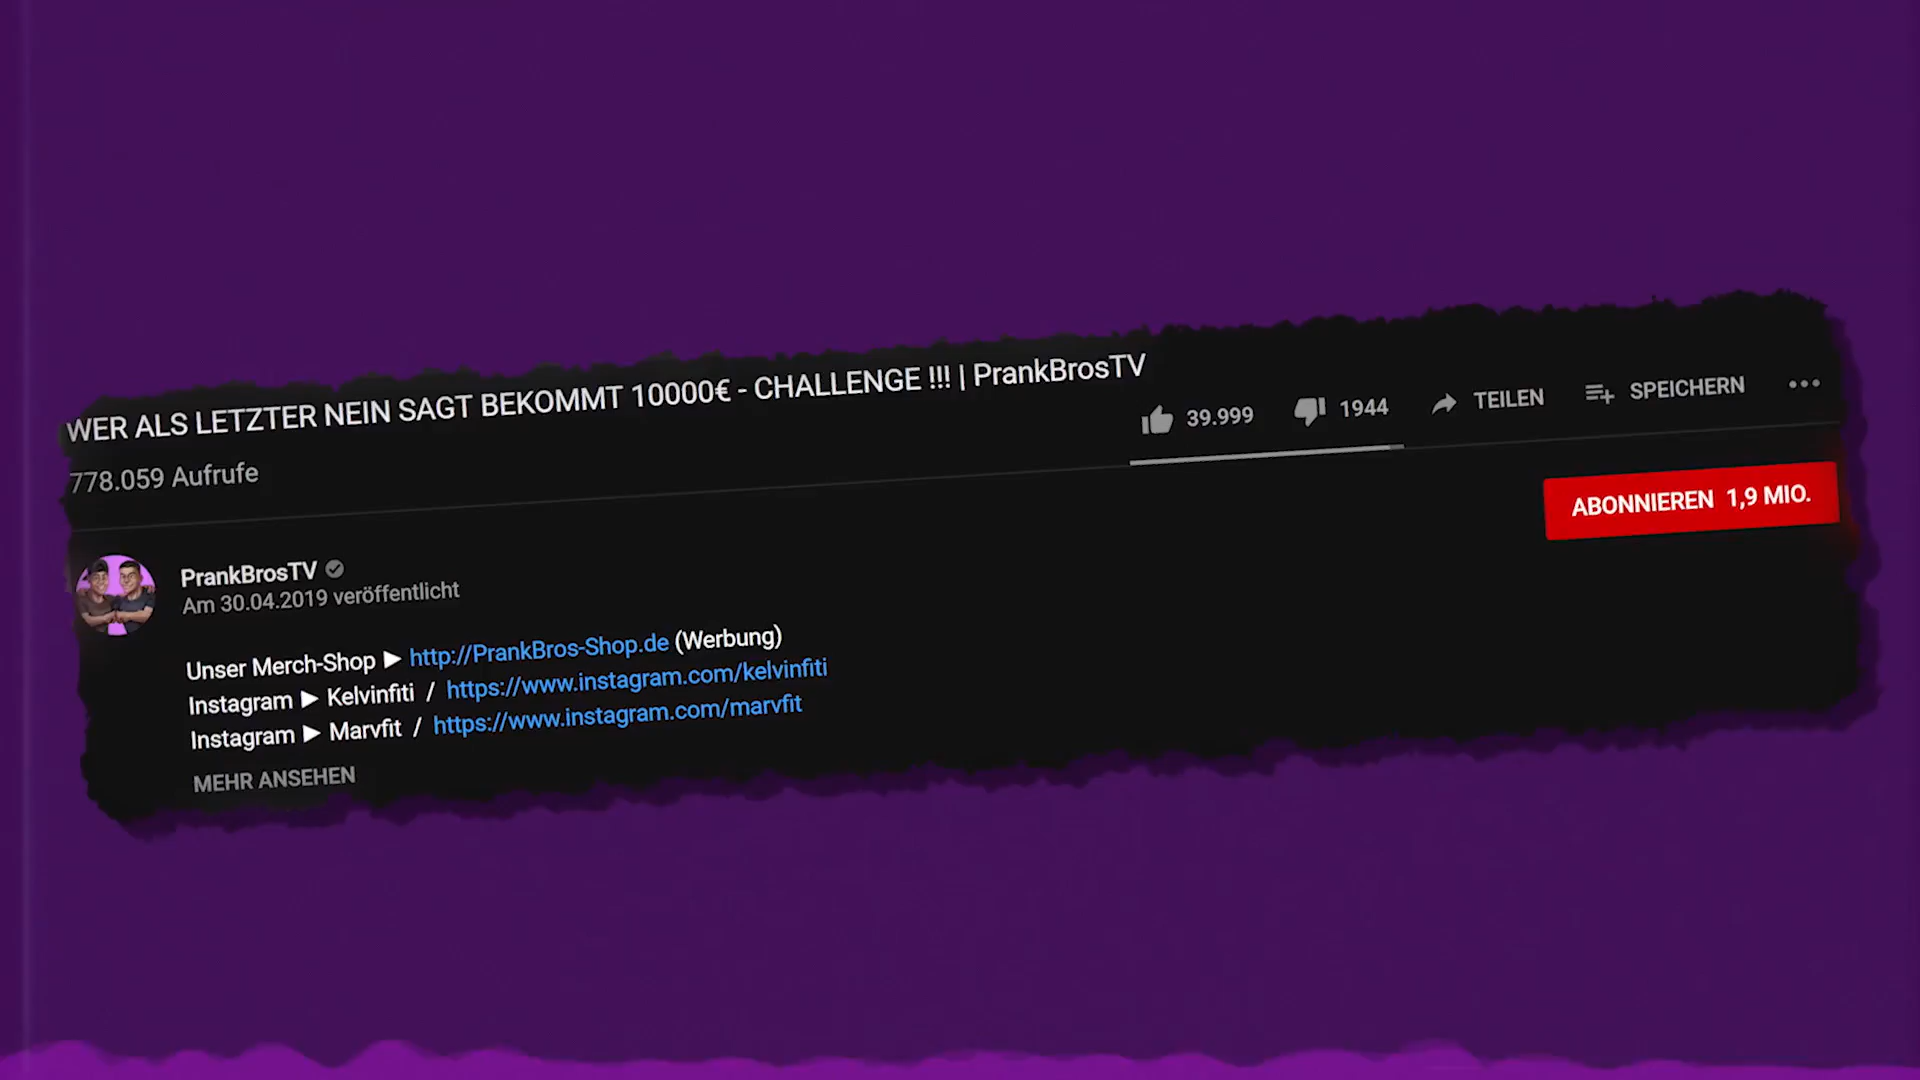 WER ALS LETZTER NEIN SAGT BEKOMMT 10000€ - CHALLENGE !!! | PrankBrosTV
778.059 Aufrufe
39.999 1944 TEILEN SPEICHERN
ABONNIEREN 1,9 MIO.
PrankBrosTV
Am 30.04.2019 veröffentlicht
Unser Merch-Shop ► http://PrankBros-Shop.de (Werbung)
Instagram ► Kelvinfiti / https://www.instagram.com/kelvinfiti
Instagram ► Marvfit / https://www.instagram.com/marvfit
MEHR ANSEHEN